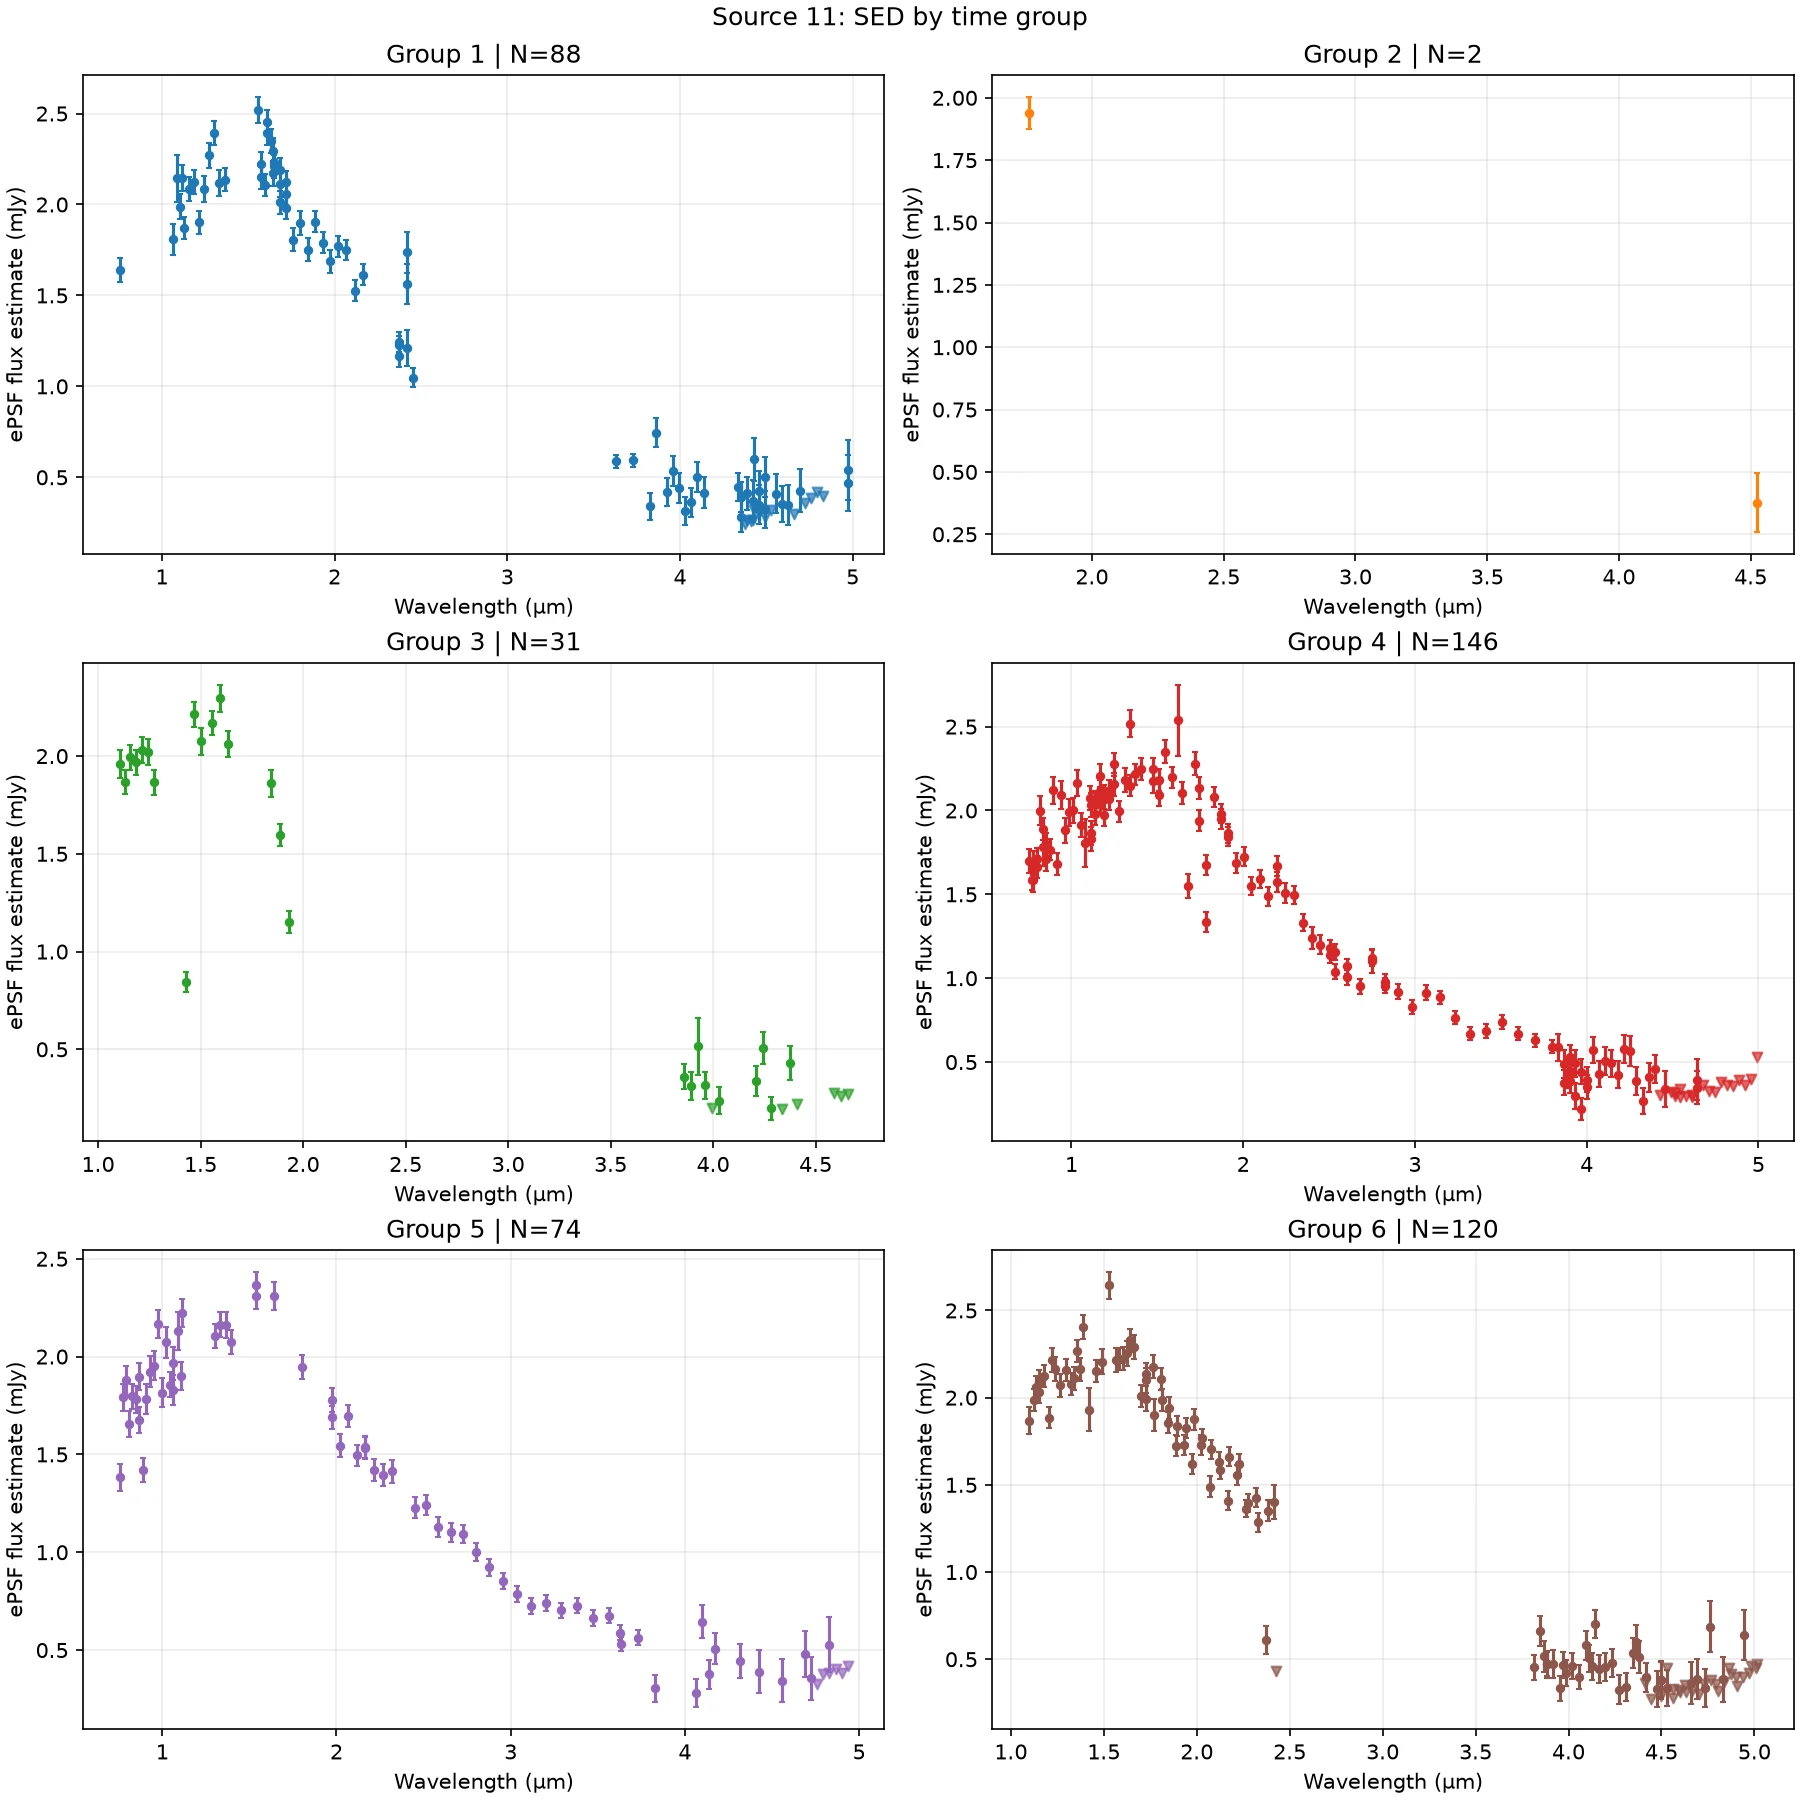 Source 11: SED by time group
Group 1 | N=88
ePSF flux estimate (mJy)
2.5
2.0
1.5
1.0
0.5
1 2 3 4 5
Wavelength (μm)
Group 2 | N=2
ePSF flux estimate (mJy)
2.00
1.75
1.50
1.25
1.00
0.75
0.50
0.25
2.0 2.5 3.0 3.5 4.0 4.5
Wavelength (μm)
Group 3 | N=31
ePSF flux estimate (mJy)
2.0
1.5
1.0
0.5
1.0 1.5 2.0 2.5 3.0 3.5 4.0 4.5
Wavelength (μm)
Group 4 | N=146
ePSF flux estimate (mJy)
2.5
2.0
1.5
1.0
0.5
1 2 3 4 5
Wavelength (μm)
Group 5 | N=74
ePSF flux estimate (mJy)
2.5
2.0
1.5
1.0
0.5
1 2 3 4 5
Wavelength (μm)
Group 6 | N=120
ePSF flux estimate (mJy)
2.5
2.0
1.5
1.0
0.5
1.0 1.5 2.0 2.5 3.0 3.5 4.0 4.5 5.0
Wavelength (μm)